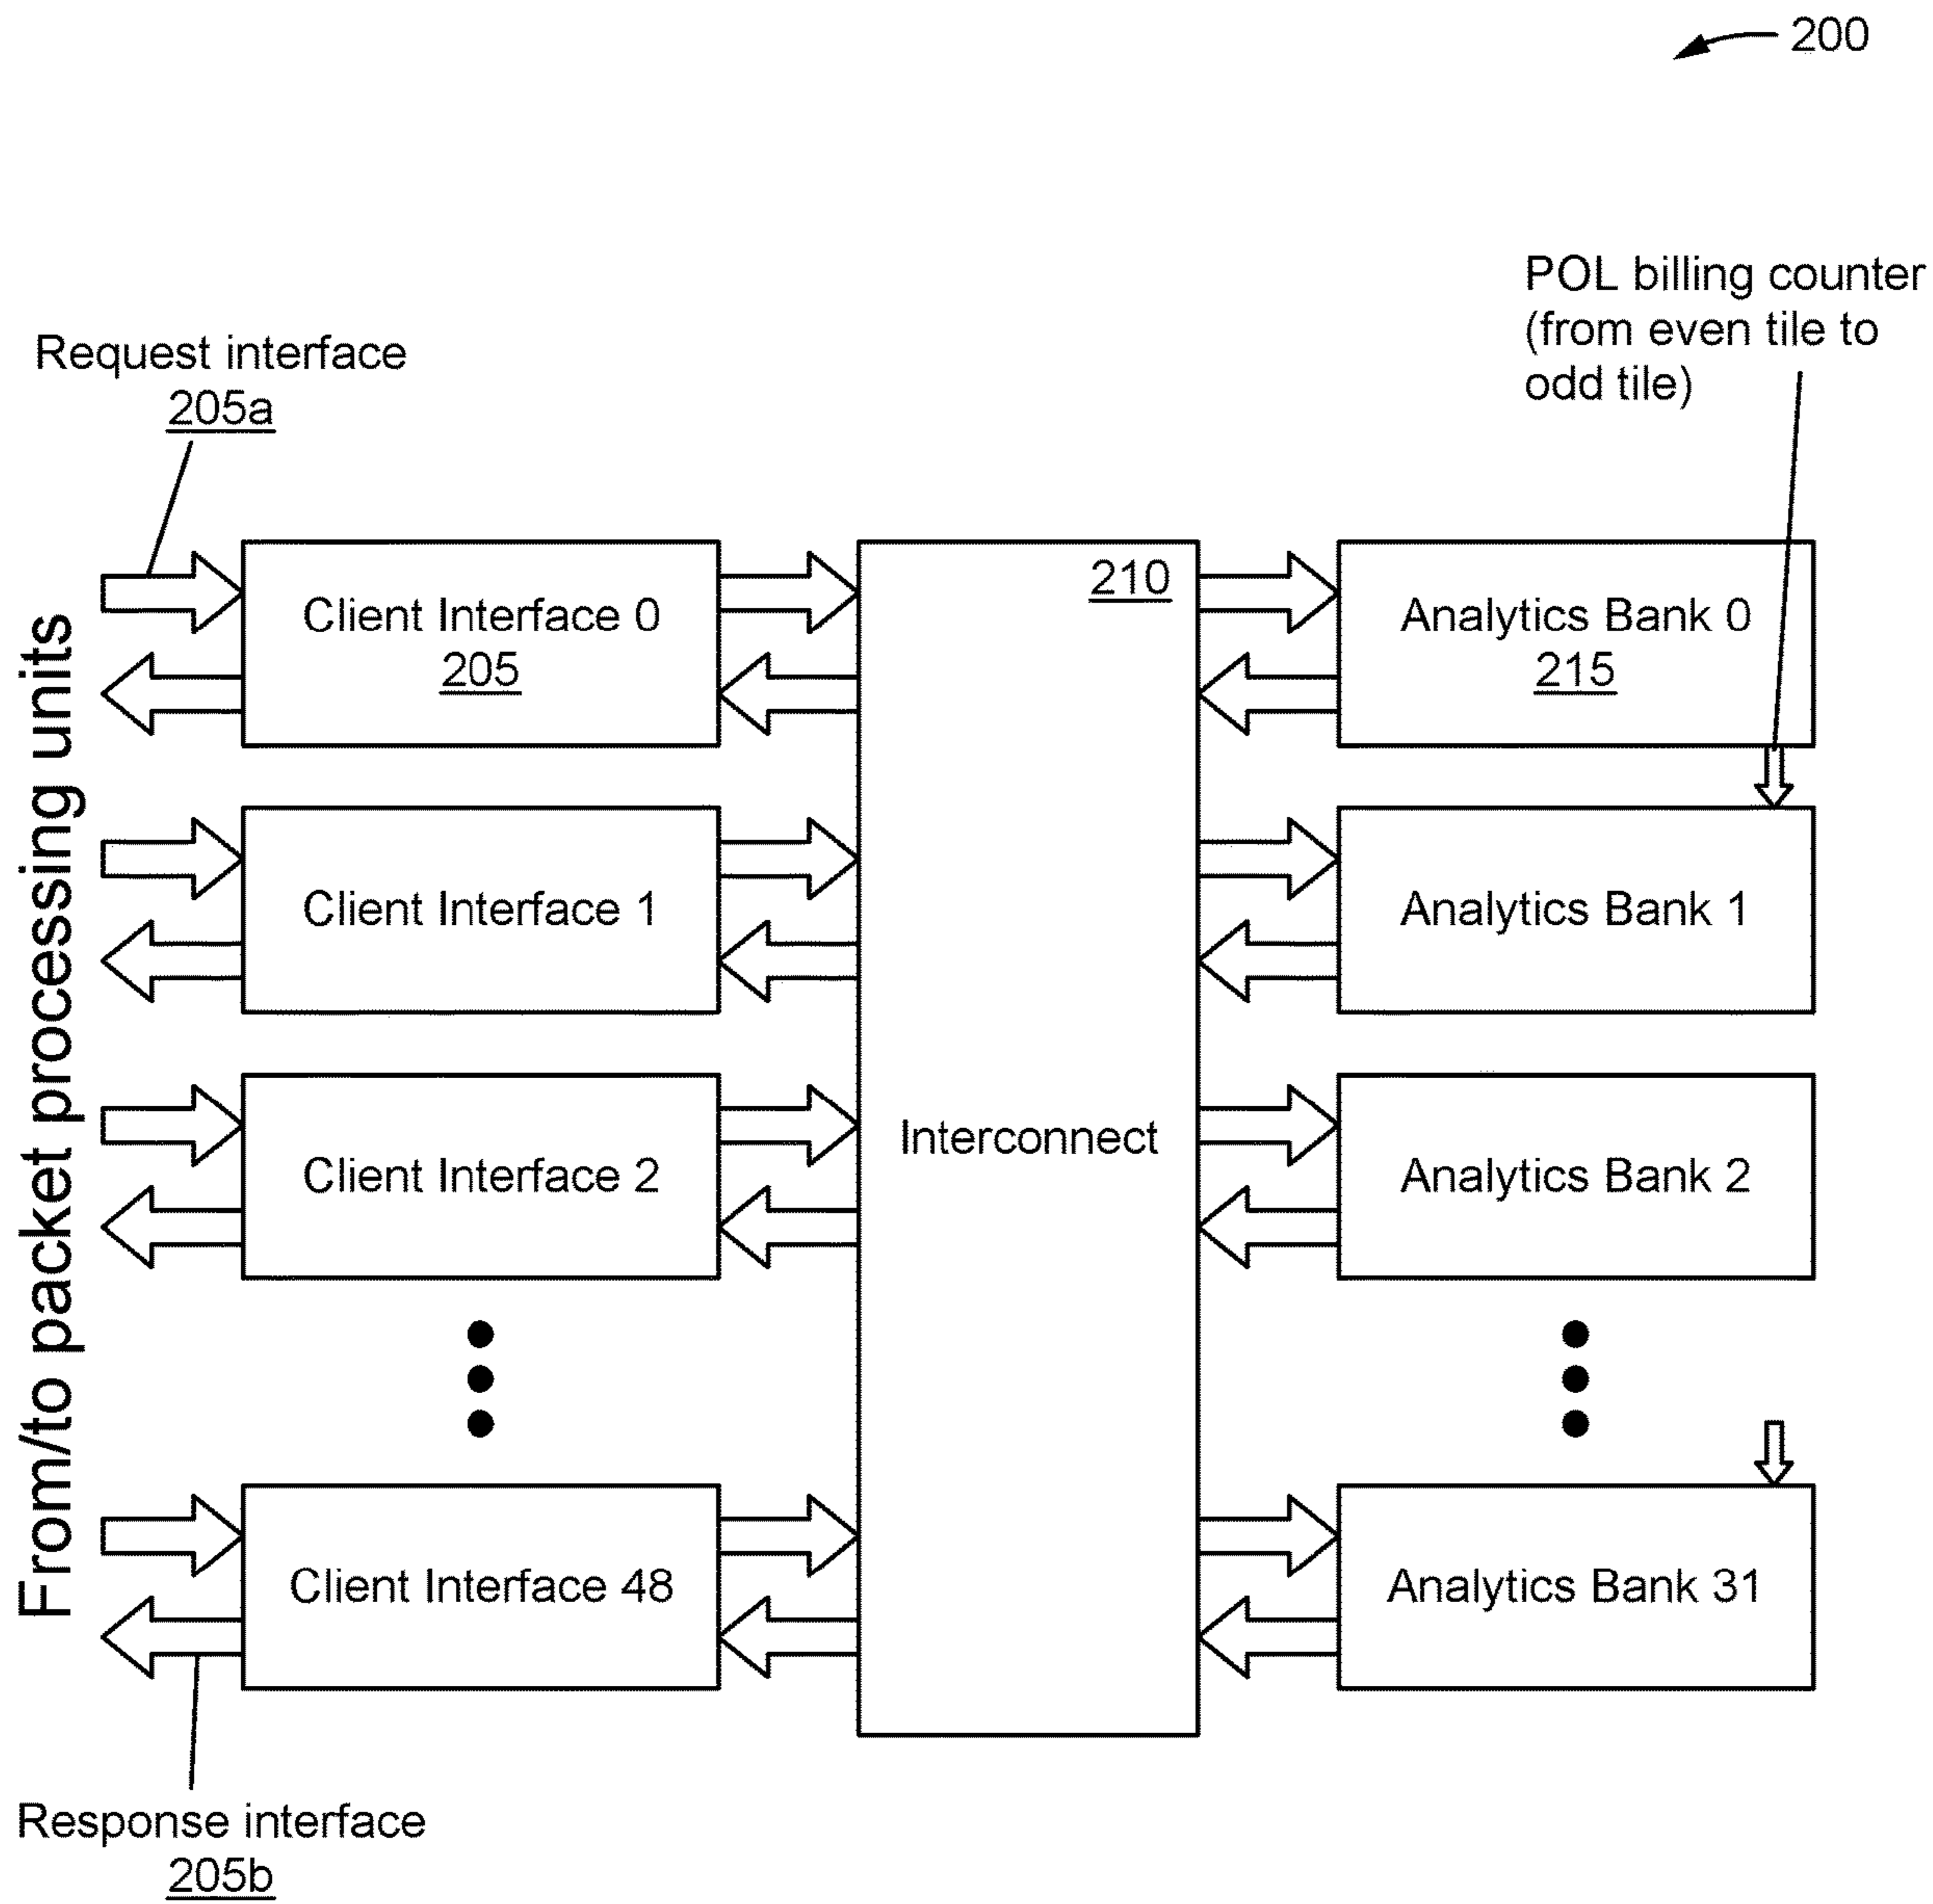 200
POL billing counter
(from even tile to
odd tile)
Request interface
205a
From/to packet processing units
Client Interface 0
205
210
Analytics Bank 0
215
Client Interface 1
Analytics Bank 1
Interconnect
Client Interface 2
Analytics Bank 2
Client Interface 48
Analytics Bank 31
Response interface
205b